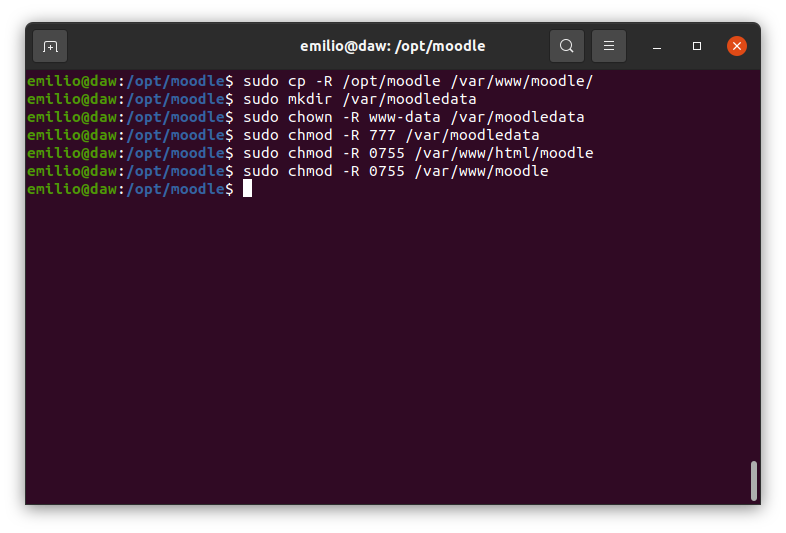 emilio@daw: /opt/moodle
emilio@daw:/opt/moodle$ sudo cp -R /opt/moodle /var/www/moodle/
emilio@daw:/opt/moodle$ sudo mkdir /var/moodledata
emilio@daw:/opt/moodle$ sudo chown -R www-data /var/moodledata
emilio@daw:/opt/moodle$ sudo chmod -R 777 /var/moodledata
emilio@daw:/opt/moodle$ sudo chmod -R 0755 /var/www/html/moodle
emilio@daw:/opt/moodle$ sudo chmod -R 0755 /var/www/moodle
emilio@daw:/opt/moodle$